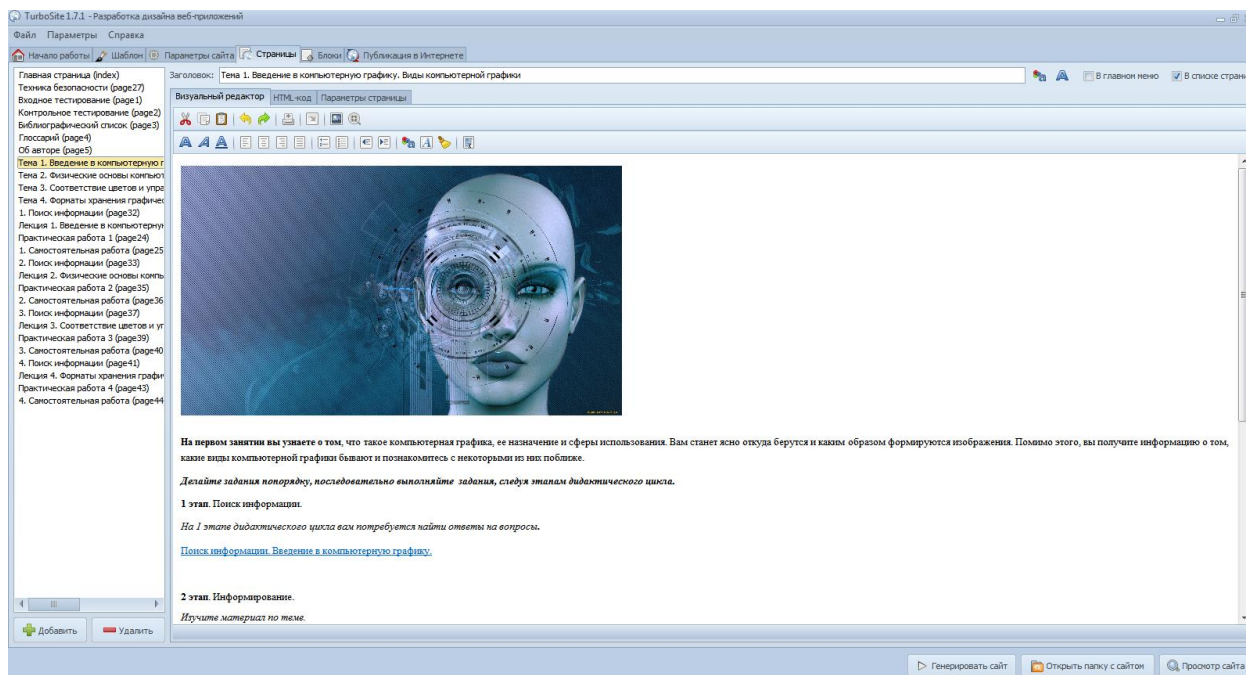 TurboSite 1.7.1 - Разработка дизайна веб-приложений
Файл Параметры Справка
Начало работы Шаблон Параметры сайта Страницы Блоки Публикация в Интернете
Главная страница (index)
Техника безопасности (page27)
Входное тестирование (page1)
Контрольное тестирование (page2)
Библиографический список (page3)
Глоссарий (page4)
Об авторе (page5)
Тема 1. Введение в компьютерную г
Тема 2. Физические основы компьют
Тема 3. Соответствие цветов и упра
Тема 4. Форматы хранения графичес
1. Поиск информации (page32)
Лекция 1. Введение в компьютерну
Практическая работа 1 (page24)
1. Самостоятельная работа (page25
2. Поиск информации (page33)
Лекция 2. Физические основы компь
Практическая работа 2 (page35)
2. Самостоятельная работа (page36
3. Поиск информации (page37)
Лекция 3. Соответствие цветов и уп
Практическая работа 3 (page39)
3. Самостоятельная работа (page40
4. Поиск информации (page41)
Лекция 4. Форматы хранения графи
Практическая работа 4 (page43)
4. Самостоятельная работа (page44
Добавить Удалить
Заголовок: Тема 1. Введение в компьютерную графику. Виды компьютерной графики
В главном меню В списке страни
Визуальный редактор HTML-код Параметры страницы
На первом занятии вы узнаете о том, что такое компьютерная графика, ее назначение и сферы использования. Вам станет ясно откуда берутся и каким образом формируются изображения. Помимо этого, вы получите информацию о том,
какие виды компьютерной графики бывают и познакомитесь с некоторыми из них поближе.
Делайте задания попорядку, последовательно выполняйте задания, следуя этапам дидактического цикла.
1 этап. Поиск информации.
На 1 этапе дидактического цикла вам потребуется найти ответы на вопросы.
Поиск информации. Введение в компьютерную графику.
2 этап. Информирование.
Изучите материал по теме.
Генерировать сайт Открыть папку с сайтом Просмотр сайта